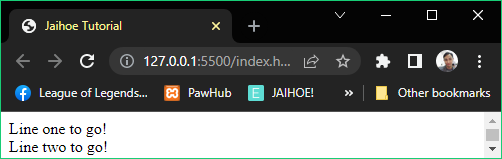 Jaihoe Tutorial
127.0.0.1:5500/index.h...
League of Legends... PawHub JAIHOE! » Other bookmarks
Line one to go!
Line two to go!